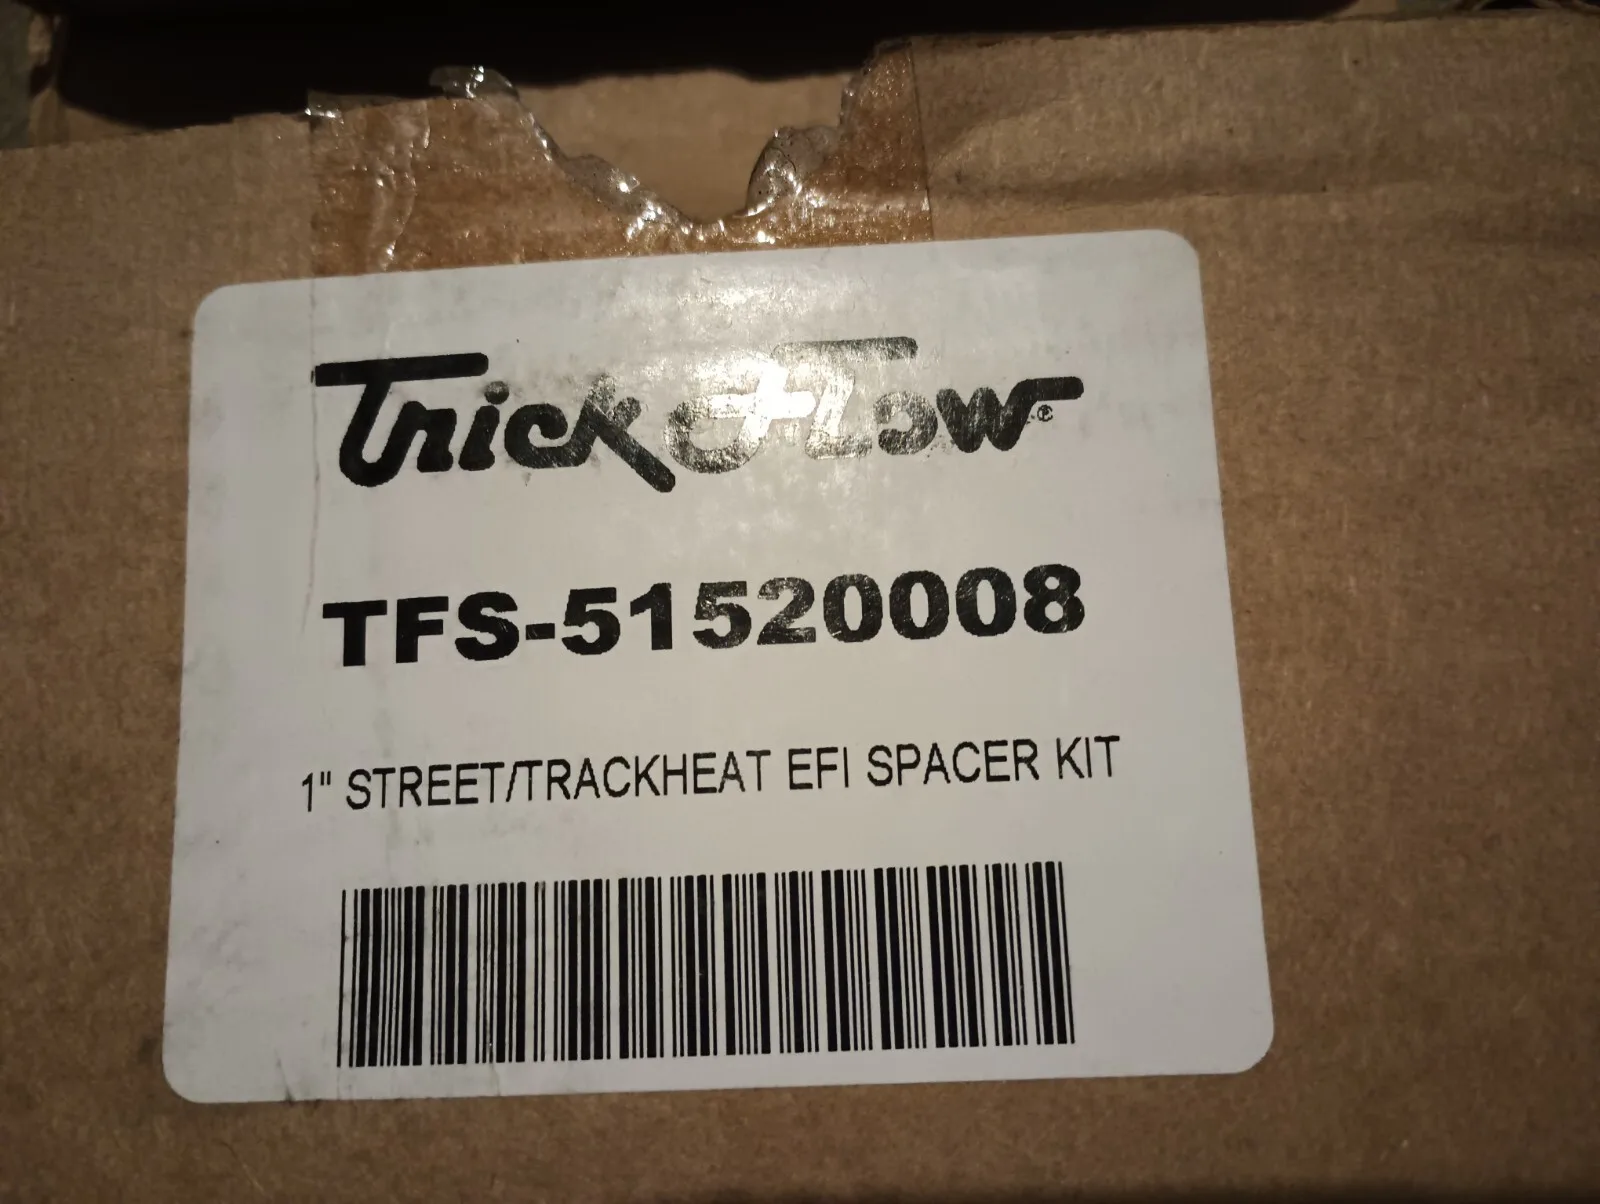 Trick Flow®
TFS-51520008
1" STREET/TRACKHEAT EFI SPACER KIT